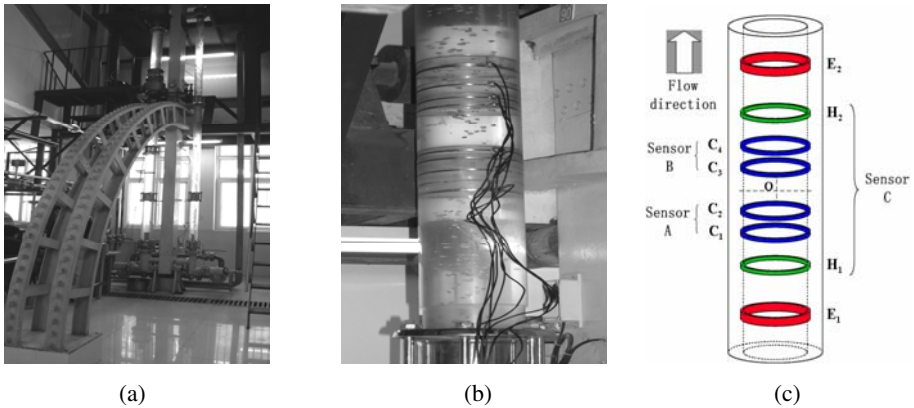 E₂
Flow
direction
H₂
Sensor
B
C₄
C₃
O
Sensor
C
Sensor
A
C₂
C₁
H₁
E₁
(a)
(b)
(c)